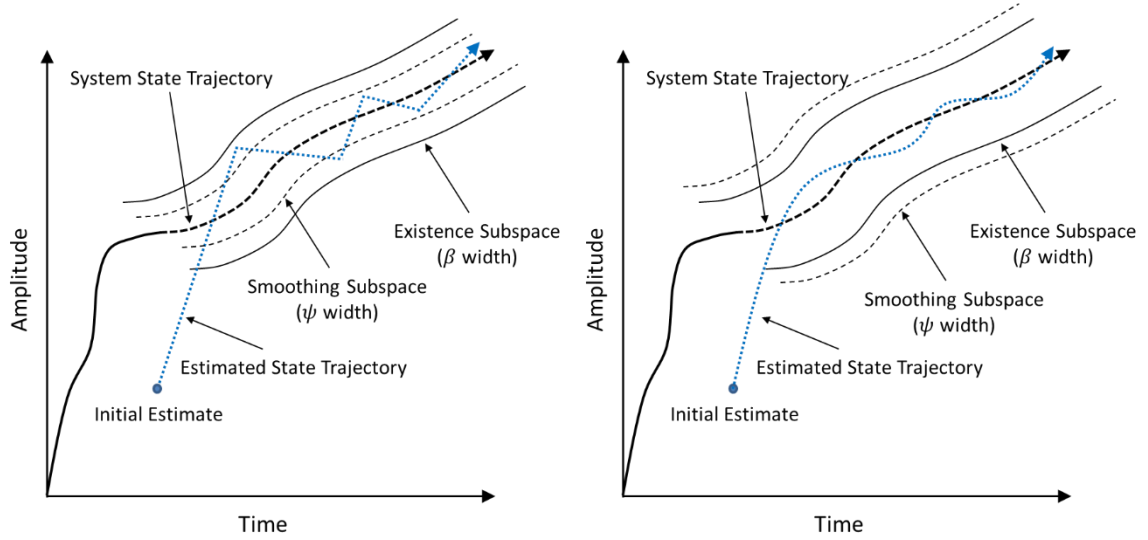 System State Trajectory
Existence Subspace
(β width)
Smoothing Subspace
(ψ width)
Estimated State Trajectory
Initial Estimate
Amplitude
Time
System State Trajectory
Existence Subspace
(β width)
Smoothing Subspace
(ψ width)
Estimated State Trajectory
Initial Estimate
Amplitude
Time